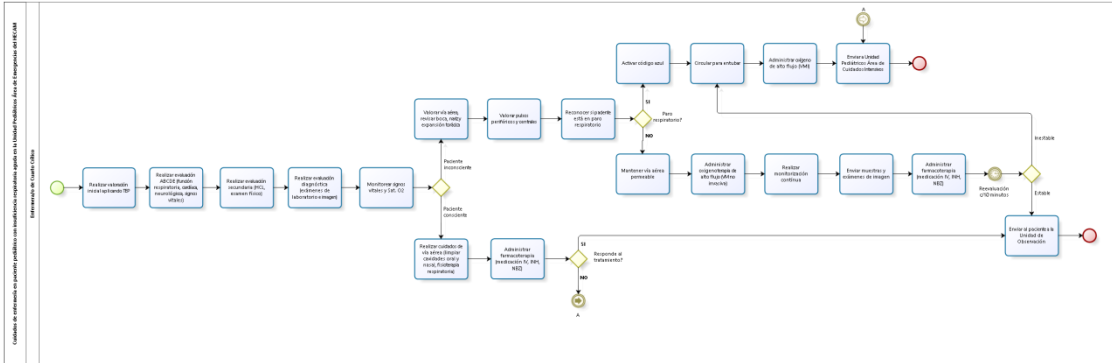 Cuidados de enfermería en paciente pediátrico con insuficiencia respiratoria aguda en la Unidad Pediátrica Área de Emergencias del HECAM
Enfermero/a de Cuarto Crítico
Realizar valoración
inicial aplicando TEP
Realizar evaluación
ABCDE (función
respiratoria, cardiaca,
neurológica, signos
vitales)
Realizar evaluación
secundaria (HCL,
examen físico)
Realizar evaluación
diagnóstica
(exámenes de
laboratorio e imagen)
Monitorear signos
vitales y Sat. O2
Paciente
inconsciente
Paciente
consciente
Valorar vía aérea,
revisar boca, nariz y
expansión torácica
Valorar pulsos
periféricos y centrales
Reconocer si paciente
está en paro
respiratorio
Paro
respiratorio?
SI
NO
Activar código azul
Circular para entubar
Administrar oxígeno
de alto flujo (VMI)
A
Enviar a Unidad
Pediátrica Área de
Cuidados Intensivos
Mantener vía aérea
permeable
Administrar
oxigenoterapia de
alto flujo (VM no
invasiva)
Realizar
monitorización
continua
Enviar muestras y
exámenes de imagen
Administrar
farmacoterapia
(medicación IV, INH,
NBZ)
Reevaluación
c/10 minutos
Inestable
Estable
Realizar cuidados de
vía aérea (limpiar
cavidades oral y
nasal, fisioterapia
respiratoria)
Administrar
farmacoterapia
(medicación IV, INH,
NBZ)
Responde al
tratamiento?
SI
NO
A
Enviar al paciente a la
Unidad de
Observación